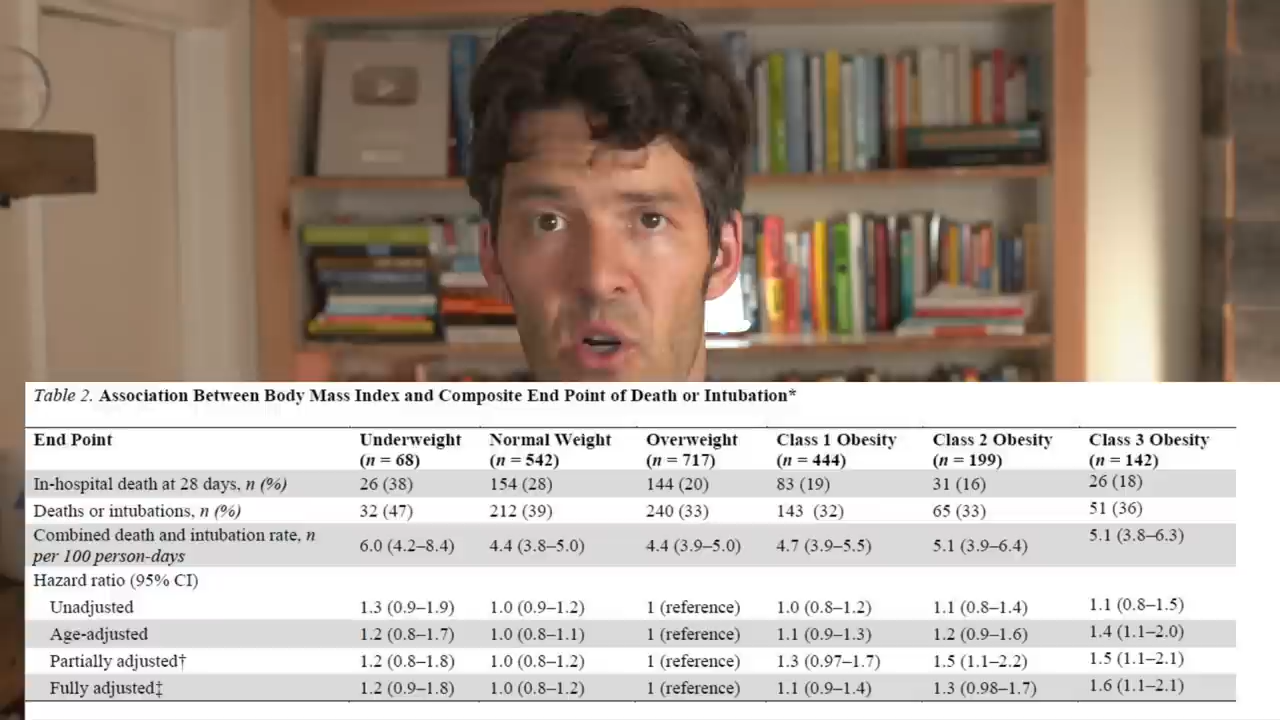 Table 2. Association Between Body Mass Index and Composite End Point of Death or Intubation*
End Point Underweight Normal Weight Overweight Class 1 Obesity Class 2 Obesity Class 3 Obesity
(n = 68) (n = 542) (n = 717) (n = 444) (n = 199) (n = 142)
In-hospital death at 28 days, n (%) 26 (38) 154 (28) 144 (20) 83 (19) 31 (16) 26 (18)
Deaths or intubations, n (%) 32 (47) 212 (39) 240 (33) 143 (32) 65 (33) 51 (36)
Combined death and intubation rate, n
per 100 person-days 6.0 (4.2–8.4) 4.4 (3.8–5.0) 4.4 (3.9–5.0) 4.7 (3.9–5.5) 5.1 (3.9–6.4) 5.1 (3.8–6.3)
Hazard ratio (95% CI)
Unadjusted 1.3 (0.9–1.9) 1.0 (0.9–1.2) 1 (reference) 1.0 (0.8–1.2) 1.1 (0.8–1.4) 1.1 (0.8–1.5)
Age-adjusted 1.2 (0.8–1.7) 1.0 (0.8–1.1) 1 (reference) 1.1 (0.9–1.3) 1.2 (0.9–1.6) 1.4 (1.1–2.0)
Partially adjusted† 1.2 (0.8–1.8) 1.0 (0.8–1.2) 1 (reference) 1.3 (0.97–1.7) 1.5 (1.1–2.2) 1.5 (1.1–2.1)
Fully adjusted‡ 1.2 (0.9–1.8) 1.0 (0.8–1.2) 1 (reference) 1.1 (0.9–1.4) 1.3 (0.98–1.7) 1.6 (1.1–2.1)